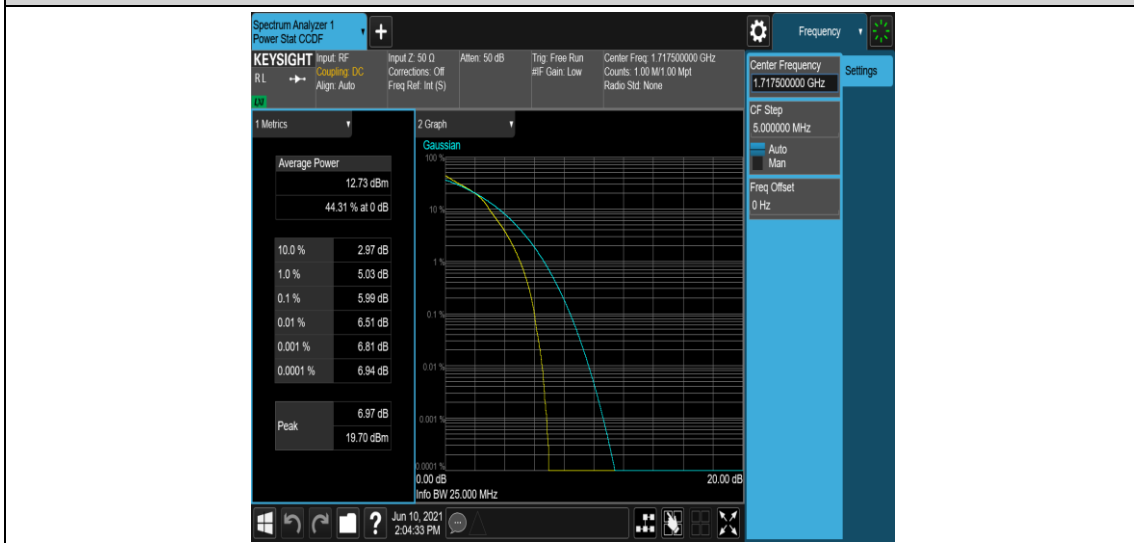 Spectrum Analyzer 1
Power Stat CCDF
Frequency
KEYSIGHT
RL
LXI
Input: RF
Coupling: DC
Align: Auto
Input Z: 50 Ω
Corrections: Off
Freq Ref: Int (S)
Atten: 50 dB
Trig: Free Run
#IF Gain: Low
Center Freq: 1.717500000 GHz
Counts: 1.00 M/1.00 Mpt
Radio Std: None
Center Frequency
1.717500000 GHz
Settings
CF Step
5.000000 MHz
Auto
Man
Freq Offset
0 Hz
1 Metrics
Average Power
12.73 dBm
44.31 % at 0 dB
10.0 % 2.97 dB
1.0 % 5.03 dB
0.1 % 5.99 dB
0.01 % 6.51 dB
0.001 % 6.81 dB
0.0001 % 6.94 dB
Peak 6.97 dB
19.70 dBm
2 Graph
Gaussian
100 %
10 %
1 %
0.1 %
0.01 %
0.001 %
0.0001 %
0.00 dB 20.00 dB
Info BW 25.000 MHz
?
Jun 10, 2021
2:04:33 PM